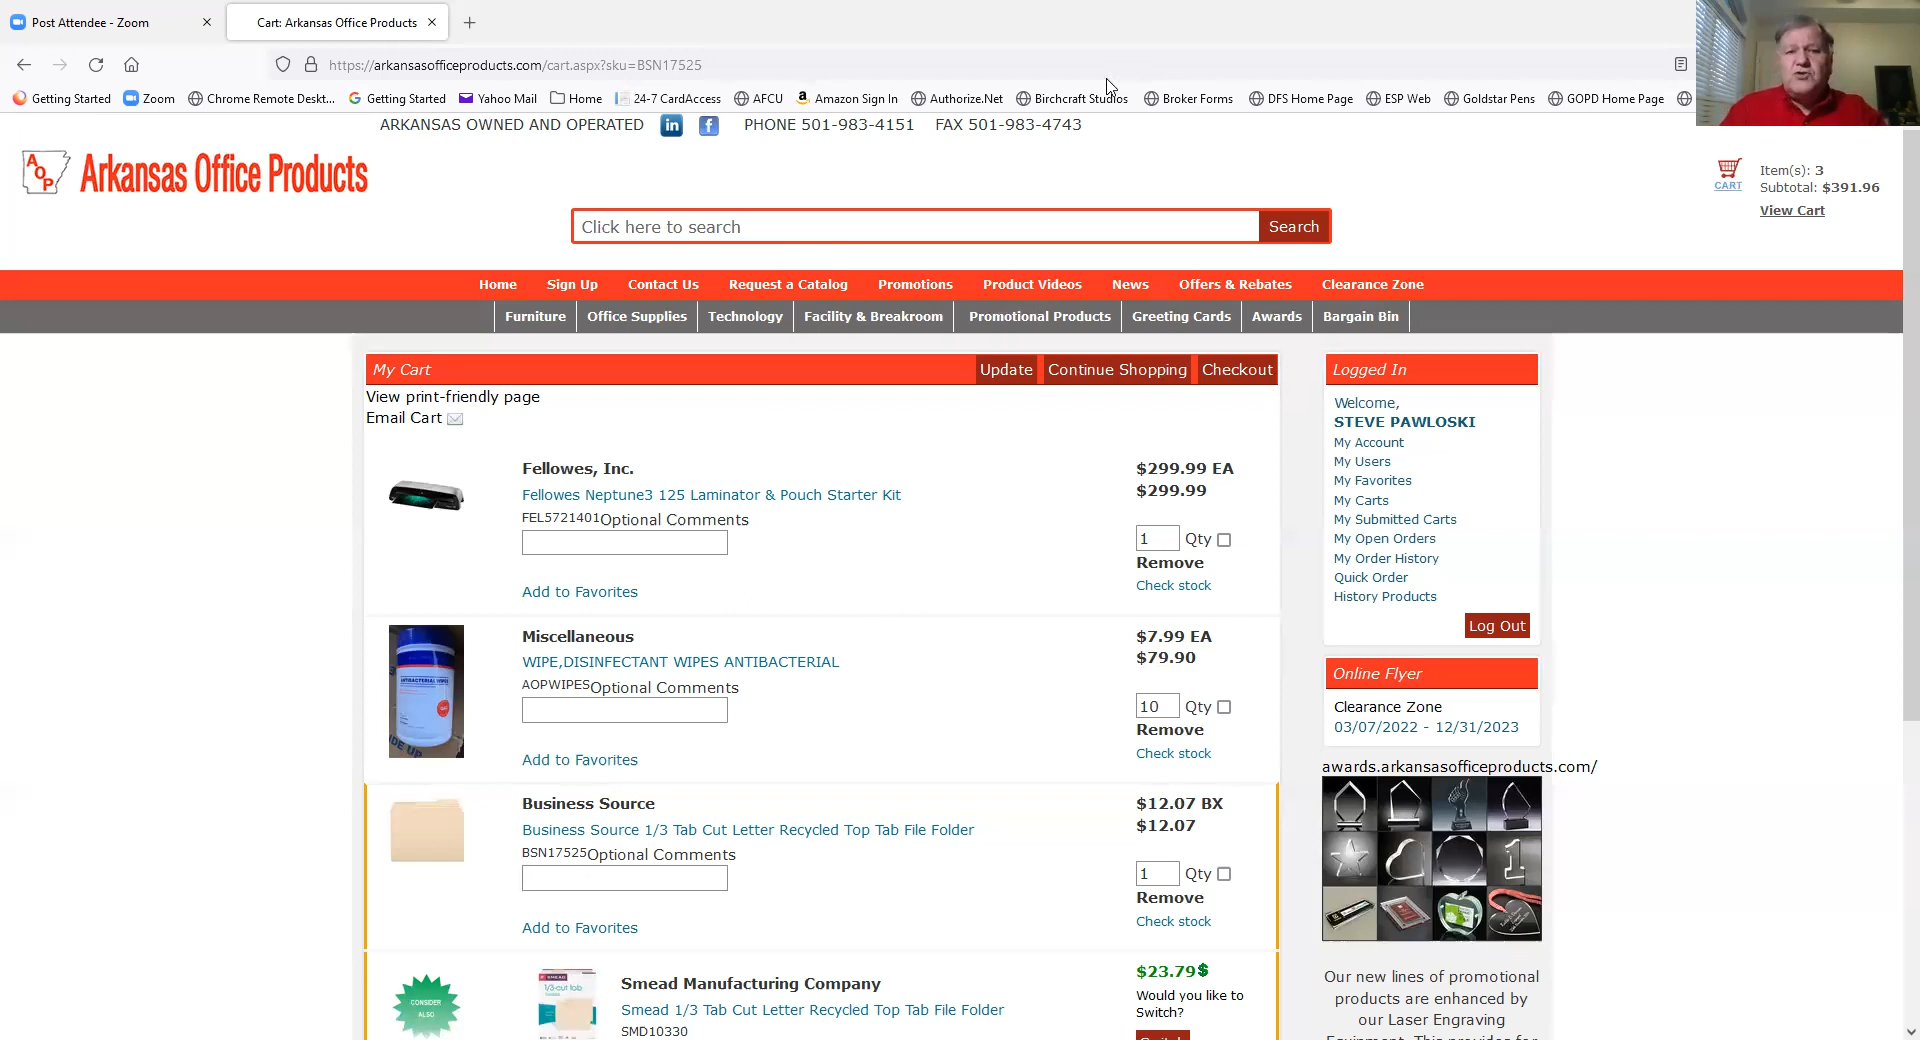 Post Attendee - Zoom
Cart: Arkansas Office Products
https://arkansasofficeproducts.com/cart.aspx?sku=BSN17525
Getting Started Zoom Chrome Remote Deskt... Getting Started Yahoo Mail Home 24-7 CardAccess AFCU Amazon Sign In Authorize.Net Birchcraft Studios Broker Forms DFS Home Page ESP Web Goldstar Pens GOPD Home Page
ARKANSAS OWNED AND OPERATED in f PHONE 501-983-4151 FAX 501-983-4743
AOP Arkansas Office Products
CART
Item(s): 3
Subtotal: $391.96
View Cart
Click here to search Search
Home Sign Up Contact Us Request a Catalog Promotions Product Videos News Offers & Rebates Clearance Zone
Furniture Office Supplies Technology Facility & Breakroom Promotional Products Greeting Cards Awards Bargain Bin
My Cart Update Continue Shopping Checkout
View print-friendly page
Email Cart
Fellowes, Inc.
Fellowes Neptune3 125 Laminator & Pouch Starter Kit
FEL5721401Optional Comments
Add to Favorites
$299.99 EA
$299.99
1 Qty
Remove
Check stock
ANTIBACTERIAL WIPES
Miscellaneous
WIPE,DISINFECTANT WIPES ANTIBACTERIAL
AOPWIPESOptional Comments
Add to Favorites
$7.99 EA
$79.90
10 Qty
Remove
Check stock
Business Source
Business Source 1/3 Tab Cut Letter Recycled Top Tab File Folder
BSN17525Optional Comments
Add to Favorites
$12.07 BX
$12.07
1 Qty
Remove
Check stock
CONSIDER
ALSO
SMEAD
1/3-cut tab
Smead Manufacturing Company
Smead 1/3 Tab Cut Letter Recycled Top Tab File Folder
SMD10330
$23.79$
Would you like to
Switch?
Logged In
Welcome,
STEVE PAWLOSKI
My Account
My Users
My Favorites
My Carts
My Submitted Carts
My Open Orders
My Order History
Quick Order
History Products
Log Out
Online Flyer
Clearance Zone
03/07/2022 - 12/31/2023
awards.arkansasofficeproducts.com/
Our new lines of promotional
products are enhanced by
our Laser Engraving
Equipment. This provides for